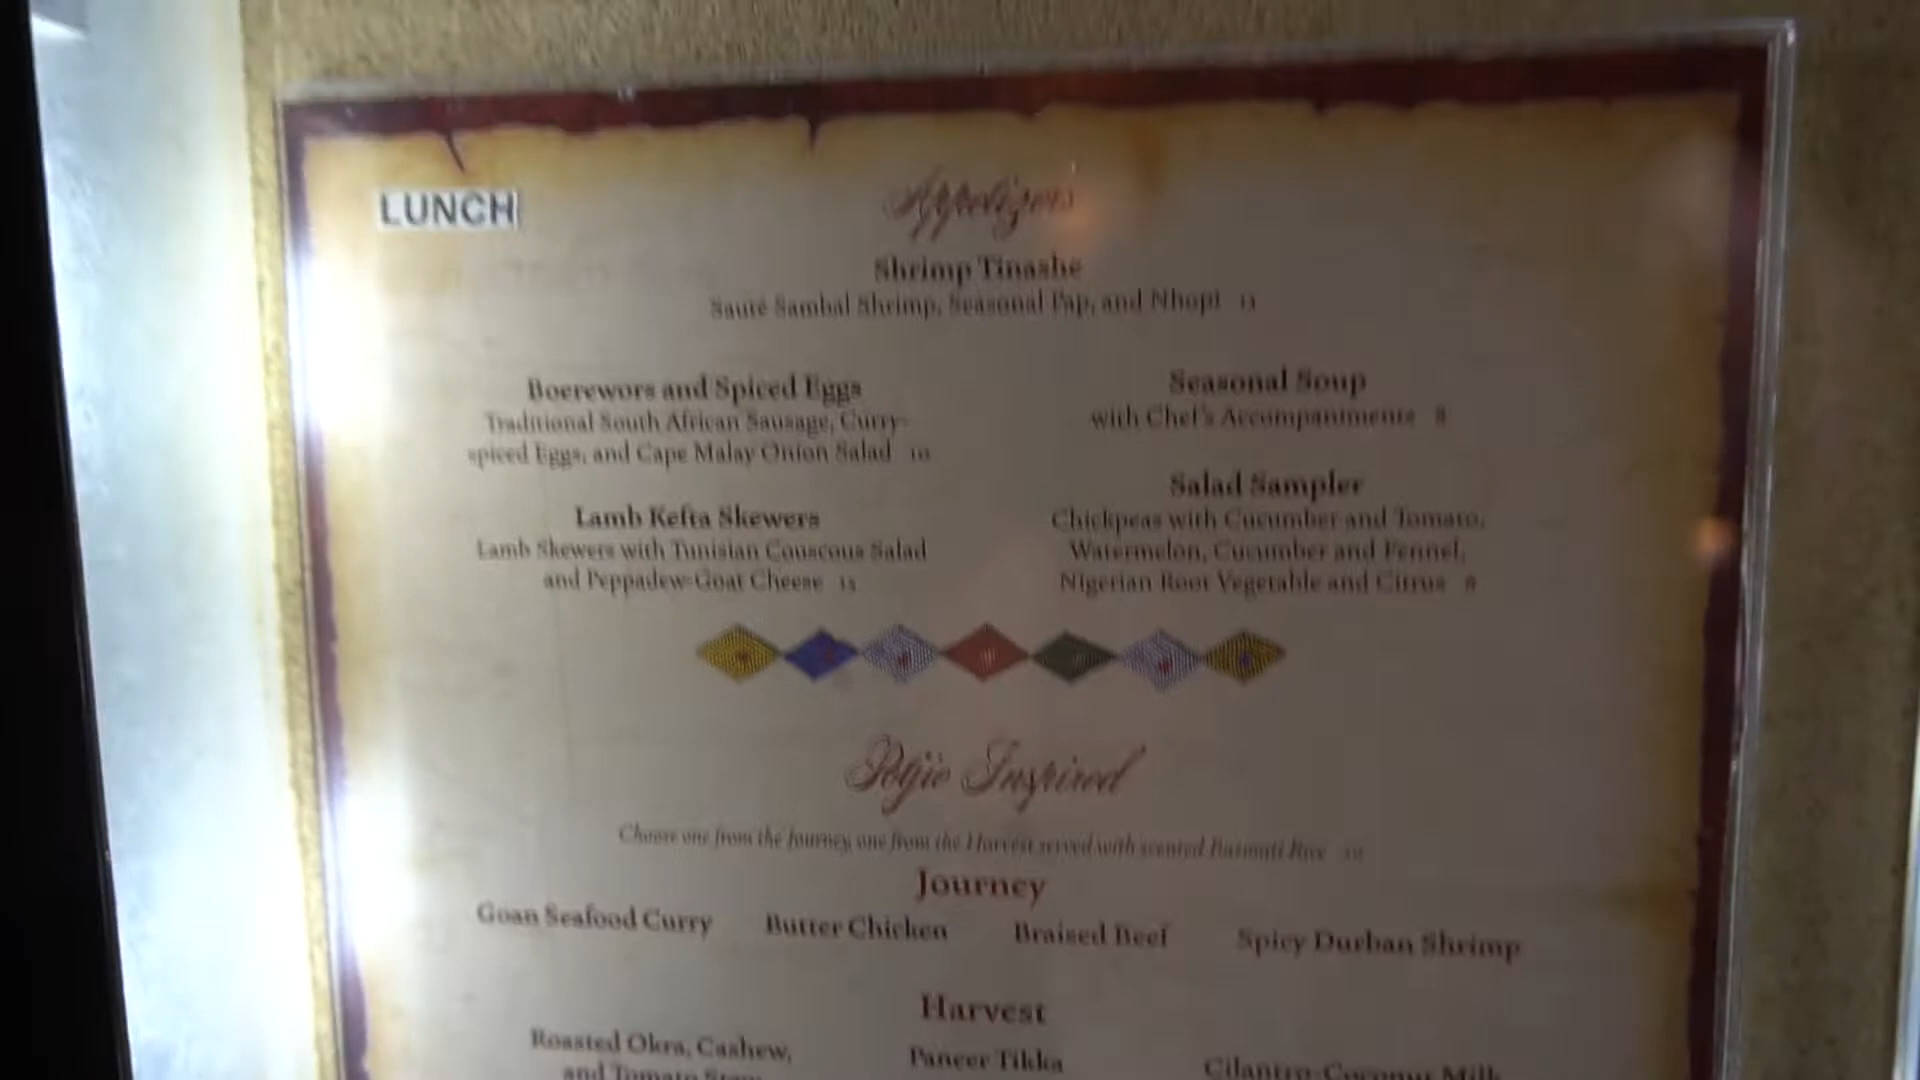 LUNCH
Appetizers
Shrimp Tinashe
Sauté Sambal Shrimp, Seasonal Pap, and Nhopi
Boerewors and Spiced Eggs
Traditional South African Sausage, Curry-
spiced Eggs, and Cape Malay Onion Salad 10
Lamb Kefta Skewers
Lamb Skewers with Tunisian Couscous Salad
and Peppadew-Goat Cheese
Seasonal Soup
with Chef's Accompaniments 8
Salad Sampler
Chickpeas with Cucumber and Tomato,
Watermelon, Cucumber and Fennel,
Nigerian Root Vegetable and Citrus
Potjie Inspired
Choose one from the Journey, one from the Harvest served with scented Basmati Rice
Journey
Goan Seafood Curry Butter Chicken Braised Beef Spicy Durban Shrimp
Harvest
Roasted Okra, Cashew,
and Tomato Stew
Paneer Tikka
Cilantro-Coconut Milk